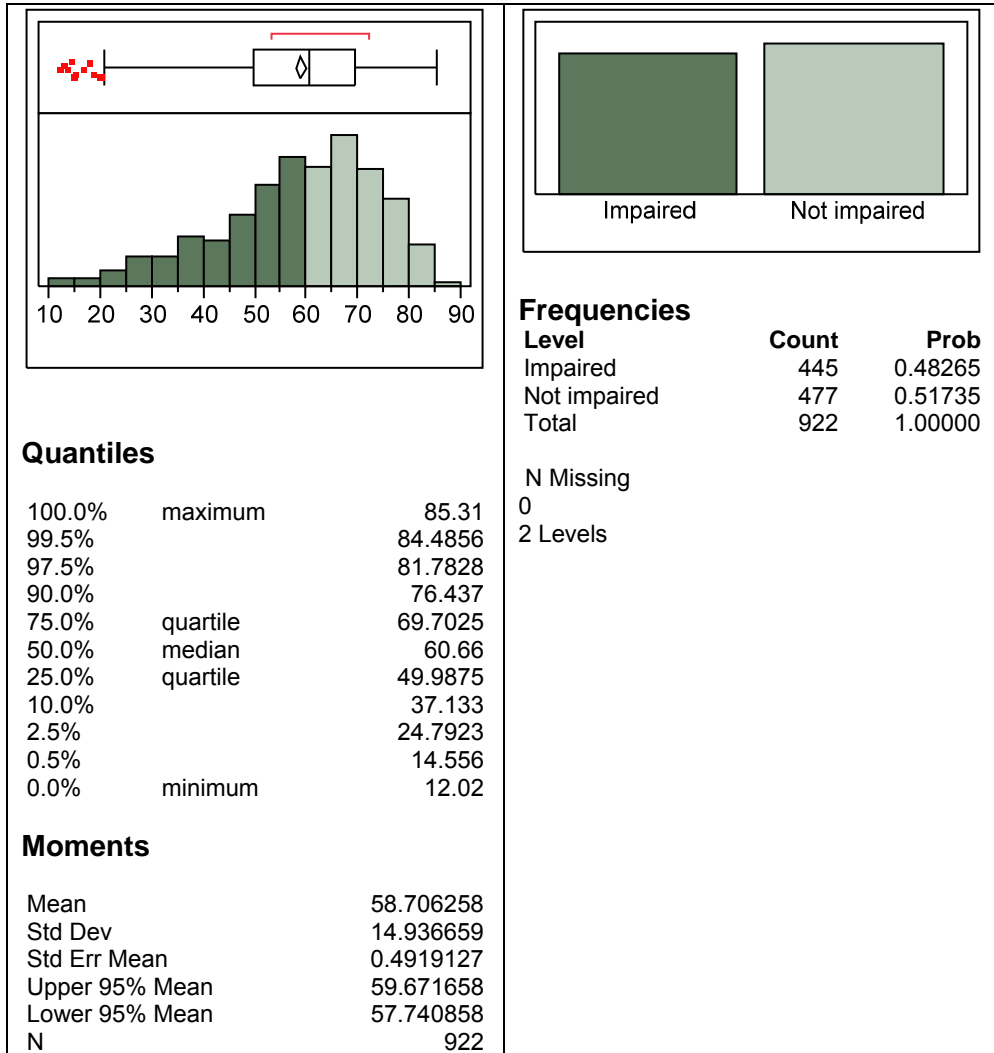 10 20 30 40 50 60 70 80 90
Quantiles
100.0% maximum 85.31
99.5% 84.4856
97.5% 81.7828
90.0% 76.437
75.0% quartile 69.7025
50.0% median 60.66
25.0% quartile 49.9875
10.0% 37.133
2.5% 24.7923
0.5% 14.556
0.0% minimum 12.02
Moments
Mean 58.706258
Std Dev 14.936659
Std Err Mean 0.4919127
Upper 95% Mean 59.671658
Lower 95% Mean 57.740858
N 922
Impaired Not impaired
Frequencies
Level Count Prob
Impaired 445 0.48265
Not impaired 477 0.51735
Total 922 1.00000
N Missing
0
2 Levels